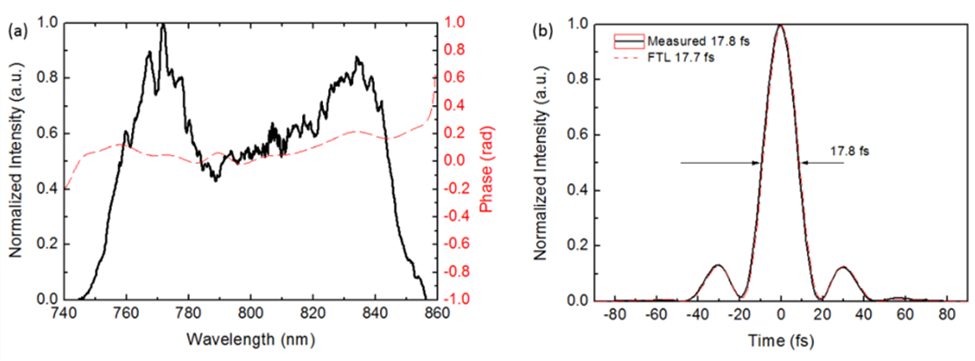 (a)
Normalized Intensity (a.u.)
1.0
0.8
0.6
0.4
0.2
0.0
740 760 780 800 820 840 860
Wavelength (nm)
1.0
0.8
0.6
0.4
0.2
0.0
-0.2
-0.4
-0.6
-0.8
-1.0
Phase (rad)
(b)
Normalized Intensity (a.u.)
1.0
0.8
0.6
0.4
0.2
0.0
Measured 17.8 fs
FTL 17.7 fs
17.8 fs
-80 -60 -40 -20 0 20 40 60 80
Time (fs)